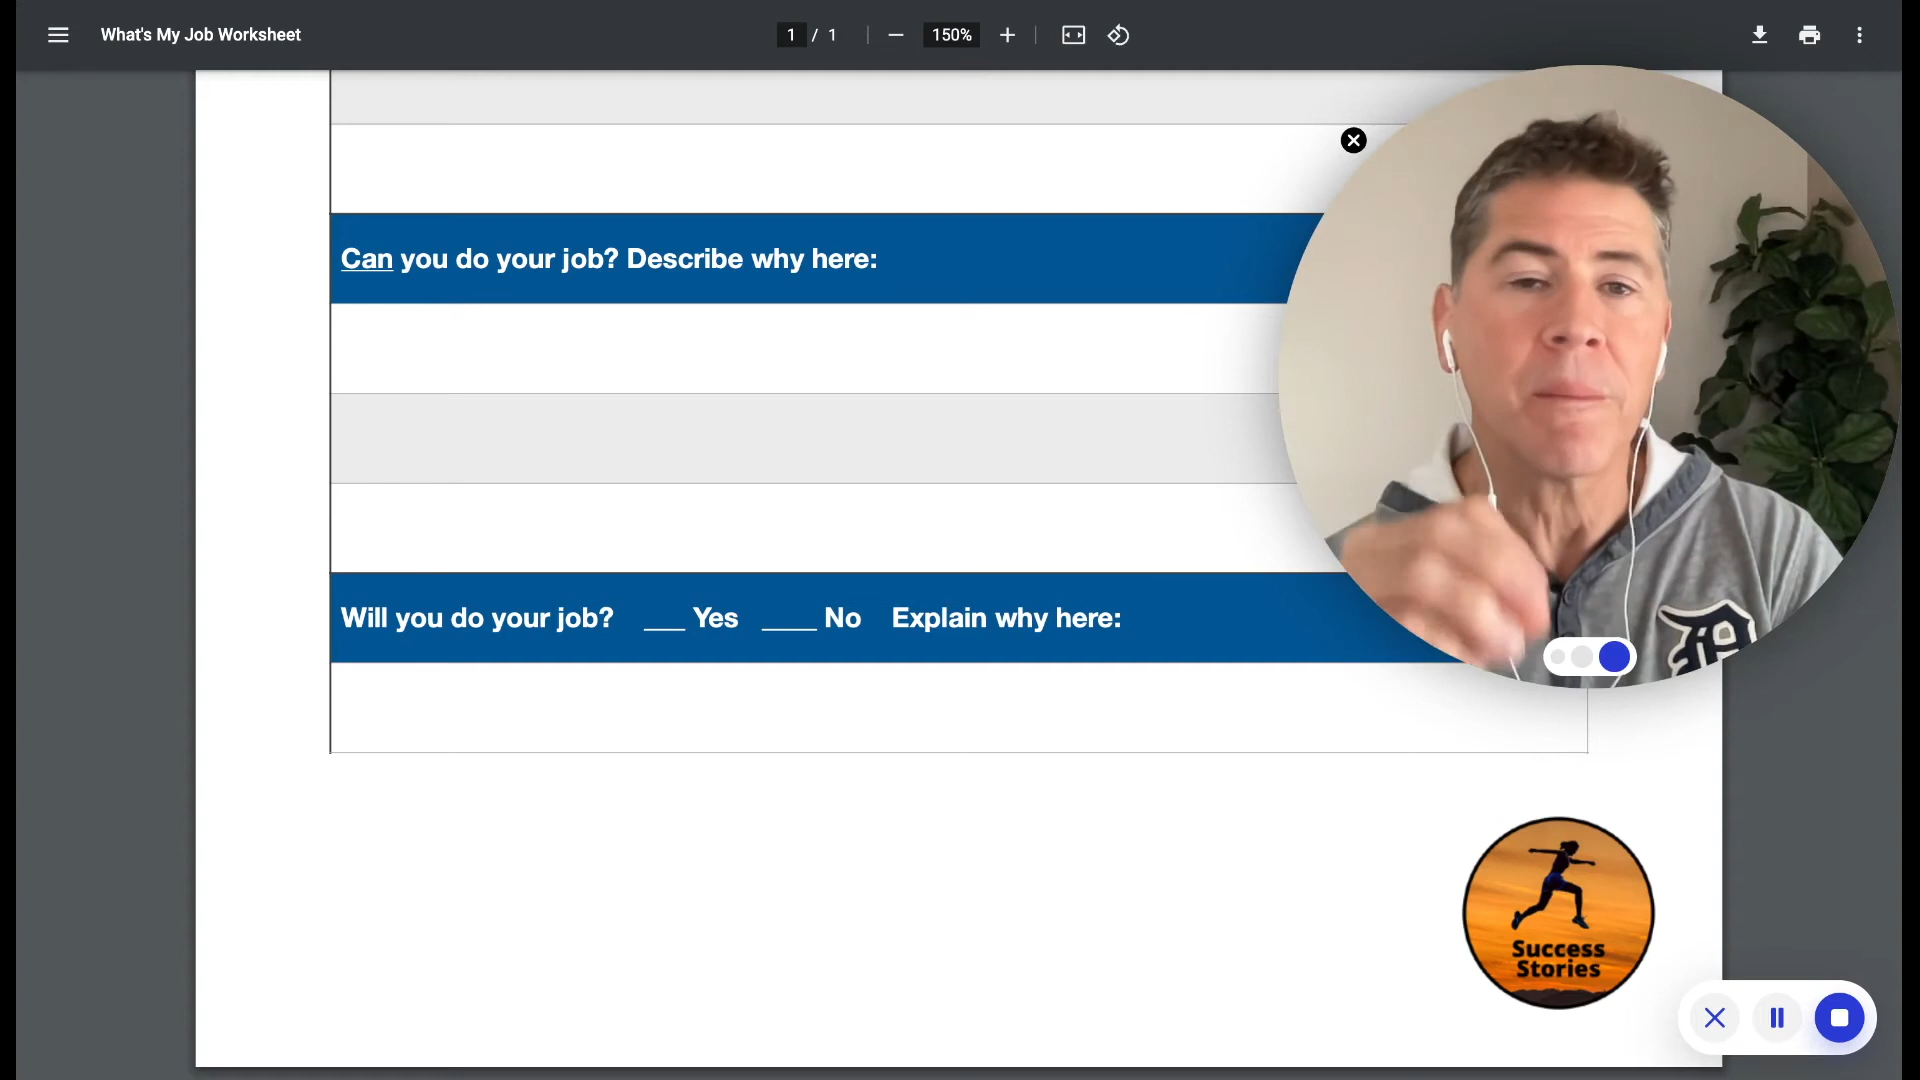 What's My Job Worksheet
1 / 1
150%
Can you do your job? Describe why here:
Will you do your job? ___ Yes ____ No Explain why here:
D
Success
Stories